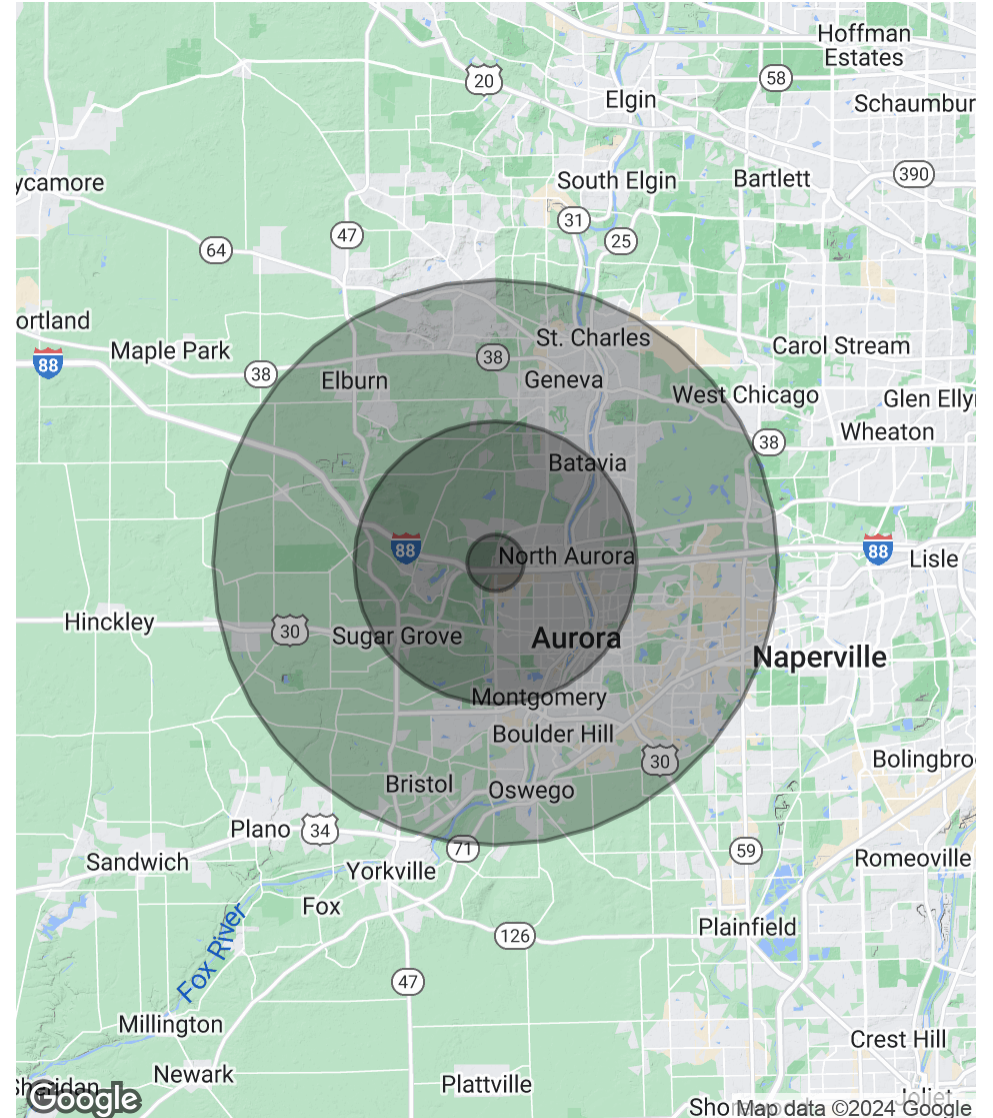 Hoffman
Estates
20
58
Elgin
Schaumbur
390
ycamore
South Elgin
Bartlett
31
47
25
64
ortland
St. Charles
Maple Park
Carol Stream
88
38
38
Elburn
Geneva
West Chicago
Glen Elly
Wheaton
38
Batavia
88
North Aurora
88
Lisle
Hinckley
30
Sugar Grove
Aurora
Naperville
Montgomery
Boulder Hill
30
Bolingbro
Bristol
Oswego
Plano
34
71
59
Sandwich
Yorkville
Romeoville
Fox
Fox River
126
Plainfield
47
Millington
Crest Hill
Newark
Plattville
Sheridan
Google
Sho
Joliet
Map data ©2024 Google